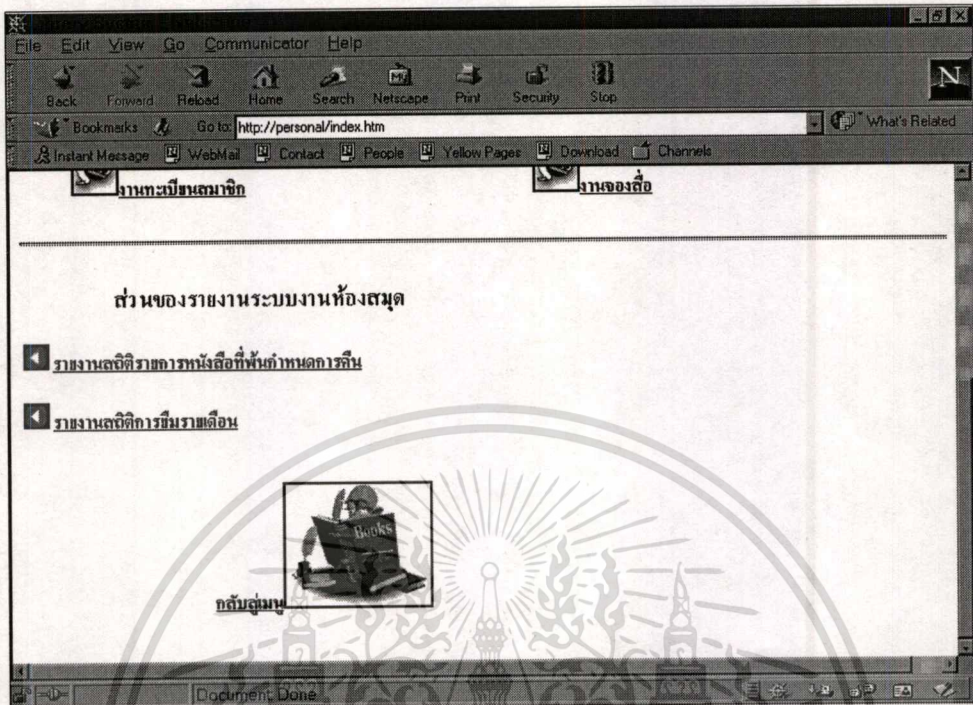 File Edit View Go Communicator Help
Back Forward Reload Home Search Netscape Print Security Stop
Bookmarks Go to: http://personal/index.htm What's Related
Instant Message WebMail Contact People Yellow Pages Download Channels
งานทะเบียนสมาชิก งานจองสื่อ
ส่วนของรายงานระบบงานห้องสมุด
รายงานสถิติรายการหนังสือที่พ้นกำหนดการคืน
รายงานสถิติการยืมรายเดือน
Books
กลับสู่เมนู
Document: Done